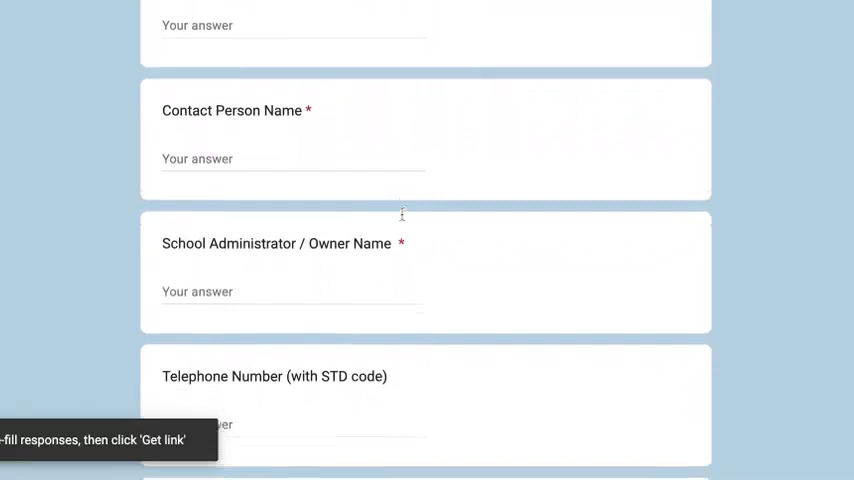 Your answer
Contact Person Name *
Your answer
School Administrator / Owner Name *
Your answer
Telephone Number (with STD code)
wer
-fill responses, then click 'Get link'